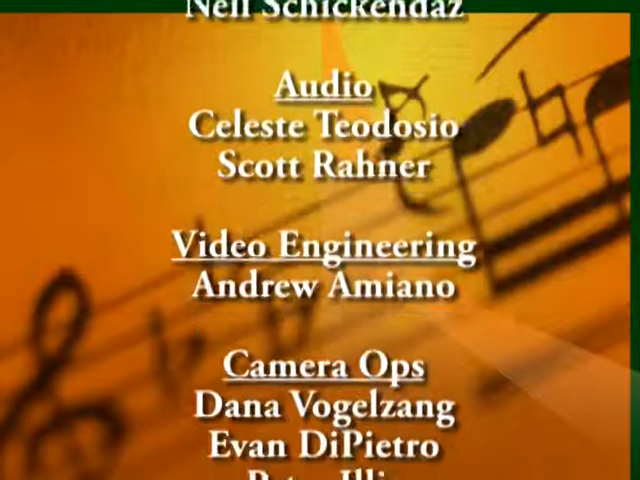 Neil Schickendaz
Audio
Celeste Teodosio
Scott Rahner
Video Engineering
Andrew Amiano
Camera Ops
Dana Vogelzang
Evan DiPietro